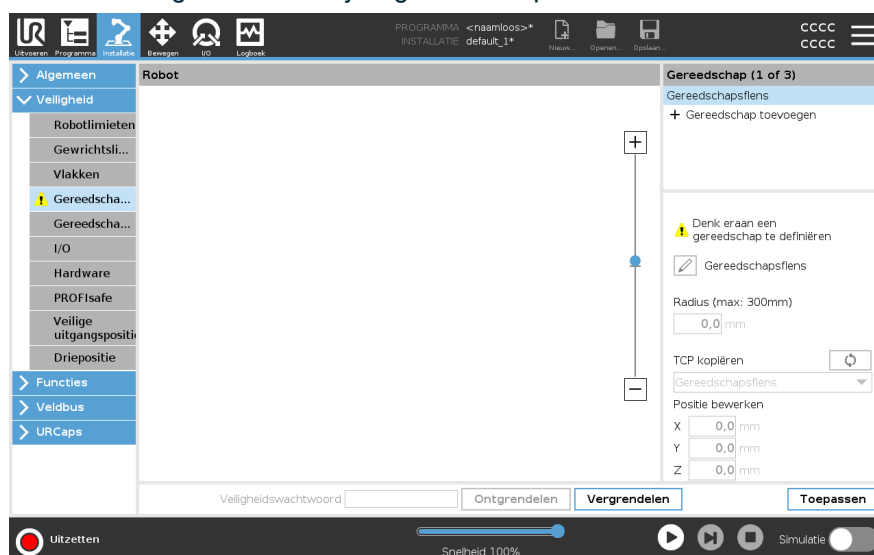 PROGRAMMA <naamloos>*
INSTALLATIE default_1*
Uitvoeren Programma Installatie Bewegen I/O Logboek Nieuw... Openen... Opslaan...
CCCC
CCCC
Algemeen
Veiligheid
Robotlimieten
Gewrichtsli...
Vlakken
Gereedscha...
Gereedscha...
I/O
Hardware
PROFIsafe
Veilige
uitgangspositi
Driepositie
Functies
Veldbus
URCaps
Robot
Gereedschap (1 of 3)
Gereedschapsflens
+ Gereedschap toevoegen
Denk eraan een
gereedschap te definiëren
Gereedschapsflens
Radius (max: 300mm)
0,0 mm
TCP kopiëren
Gereedschapsflens
Positie bewerken
X 0,0 mm
Y 0,0 mm
Z 0,0 mm
Veiligheidswachtwoord Ontgrendelen Vergrendelen Toepassen
Uitzetten
Snelheid 100%
Simulatie